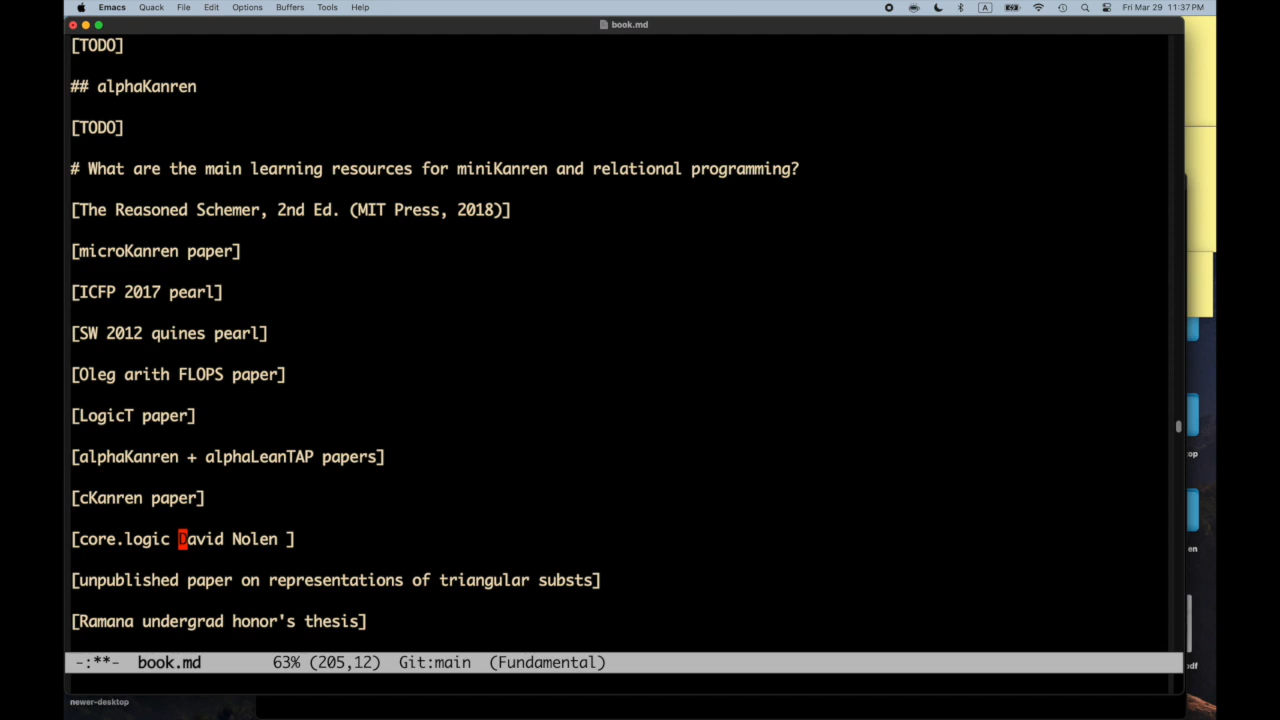 Emacs Quack File Edit Options Buffers Tools Help A Fri Mar 29 11:37 PM
book.md
[TODO]
## alphaKanren
[TODO]
# What are the main learning resources for miniKanren and relational programming?
[The Reasoned Schemer, 2nd Ed. (MIT Press, 2018)]
[microKanren paper]
[ICFP 2017 pearl]
[SW 2012 quines pearl]
[Oleg arith FLOPS paper]
[LogicT paper]
[alphaKanren + alphaLeanTAP papers]
[cKanren paper]
[core.logic David Nolen ]
[unpublished paper on representations of triangular substs]
[Ramana undergrad honor's thesis]
-:**- book.md 63% (205,12) Git:main (Fundamental)
newer-desktop
op
en
df